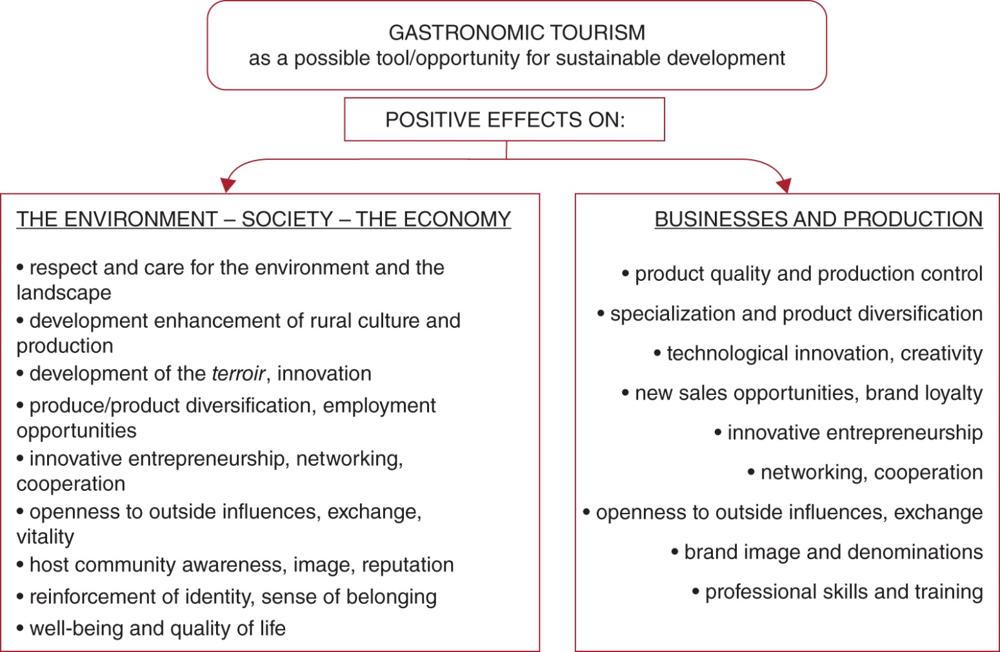 GASTRONOMIC TOURISM
as a possible tool/opportunity for sustainable development
POSITIVE EFFECTS ON:
THE ENVIRONMENT – SOCIETY – THE ECONOMY
• respect and care for the environment and the
landscape
• development enhancement of rural culture and
production
• development of the terroir, innovation
• produce/product diversification, employment
opportunities
• innovative entrepreneurship, networking,
cooperation
• openness to outside influences, exchange,
vitality
• host community awareness, image, reputation
• reinforcement of identity, sense of belonging
• well-being and quality of life
BUSINESSES AND PRODUCTION
• product quality and production control
• specialization and product diversification
• technological innovation, creativity
• new sales opportunities, brand loyalty
• innovative entrepreneurship
• networking, cooperation
• openness to outside influences, exchange
• brand image and denominations
• professional skills and training